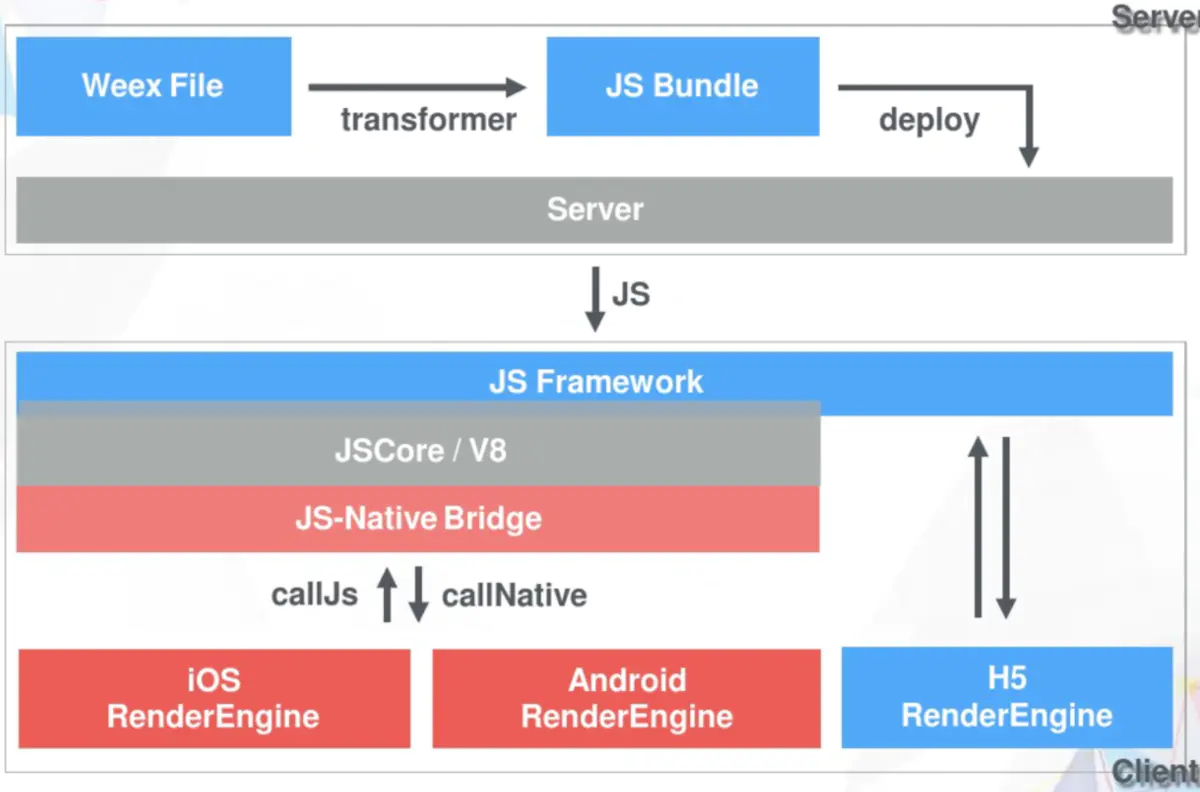 Server
Weex File
transformer
JS Bundle
deploy
Server
JS
JS Framework
JSCore / V8
JS-Native Bridge
callJs
callNative
iOS
RenderEngine
Android
RenderEngine
H5
RenderEngine
Client